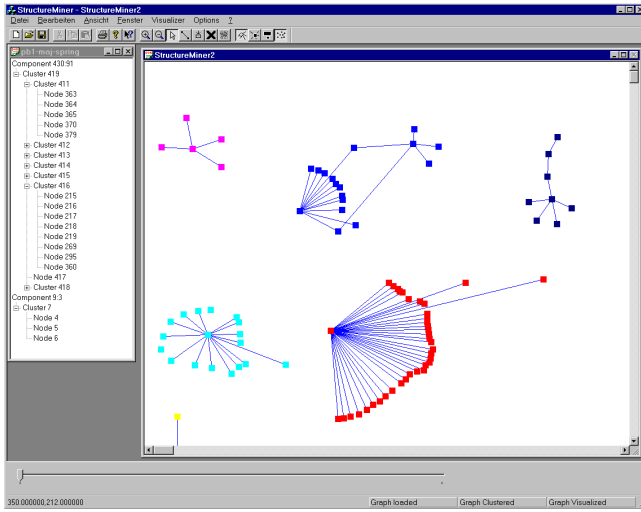 StructureMiner - StructureMiner2
Datei Bearbeiten Ansicht Fenster Visualizer Options ?
pb1-moj-spring
StructureMiner2
Component 430:91
Cluster 419
Cluster 411
Node 363
Node 364
Node 365
Node 370
Node 379
Cluster 412
Cluster 413
Cluster 414
Cluster 415
Cluster 416
Node 215
Node 216
Node 217
Node 218
Node 219
Node 269
Node 295
Node 360
Node 417
Cluster 418
Component 9:3
Cluster 7
Node 4
Node 5
Node 6
350.000000,212.000000 Graph loaded Graph Clustered Graph Visualized